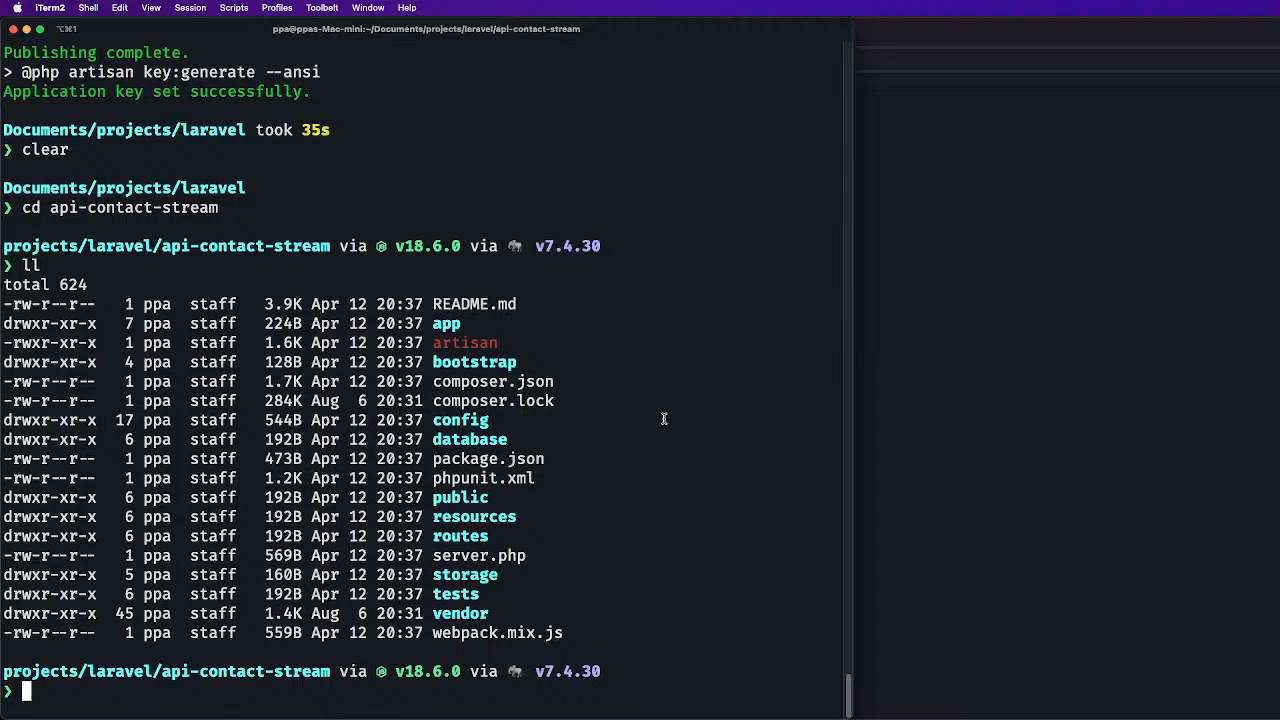 iTerm2 Shell Edit View Session Scripts Profiles Toolbelt Window Help
⌥⌘1 ppa@ppas-Mac-mini:~/Documents/projects/laravel/api-contact-stream
Publishing complete.
> @php artisan key:generate --ansi
Application key set successfully.
Documents/projects/laravel took 35s
❯ clear
Documents/projects/laravel
❯ cd api-contact-stream
projects/laravel/api-contact-stream via v18.6.0 via 🐘 v7.4.30
❯ ll
total 624
-rw-r--r-- 1 ppa staff 3.9K Apr 12 20:37 README.md
drwxr-xr-x 7 ppa staff 224B Apr 12 20:37 app
-rwxr-xr-x 1 ppa staff 1.6K Apr 12 20:37 artisan
drwxr-xr-x 4 ppa staff 128B Apr 12 20:37 bootstrap
-rw-r--r-- 1 ppa staff 1.7K Apr 12 20:37 composer.json
-rw-r--r-- 1 ppa staff 284K Aug 6 20:31 composer.lock
drwxr-xr-x 17 ppa staff 544B Apr 12 20:37 config
drwxr-xr-x 6 ppa staff 192B Apr 12 20:37 database
-rw-r--r-- 1 ppa staff 473B Apr 12 20:37 package.json
-rw-r--r-- 1 ppa staff 1.2K Apr 12 20:37 phpunit.xml
drwxr-xr-x 6 ppa staff 192B Apr 12 20:37 public
drwxr-xr-x 6 ppa staff 192B Apr 12 20:37 resources
drwxr-xr-x 6 ppa staff 192B Apr 12 20:37 routes
-rw-r--r-- 1 ppa staff 569B Apr 12 20:37 server.php
drwxr-xr-x 5 ppa staff 160B Apr 12 20:37 storage
drwxr-xr-x 6 ppa staff 192B Apr 12 20:37 tests
drwxr-xr-x 45 ppa staff 1.4K Aug 6 20:31 vendor
-rw-r--r-- 1 ppa staff 559B Apr 12 20:37 webpack.mix.js
projects/laravel/api-contact-stream via v18.6.0 via 🐘 v7.4.30
❯